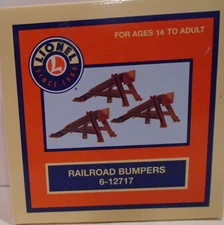 FOR AGES 14 TO ADULT
LIONEL
L
SINCE 1900
RAILROAD BUMPERS
6-12717